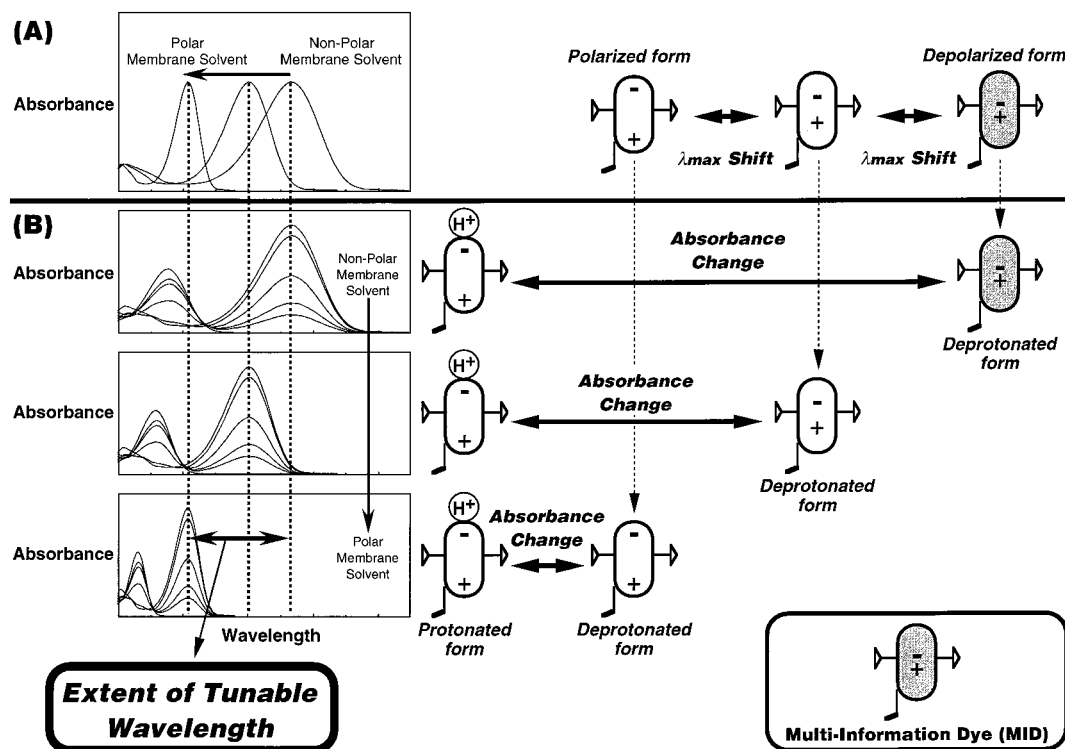 (A)
Polar
Membrane Solvent
Non-Polar
Membrane Solvent
Absorbance
Polarized form
Depolarized form
-
+
-
+
-
+
λmax Shift
λmax Shift
(B)
Absorbance
Non-Polar
Membrane
Solvent
H+
-
+
Absorbance
Change
-
+
Deprotonated
form
Absorbance
H+
-
+
Absorbance
Change
-
+
Deprotonated
form
Absorbance
Polar
Membrane
Solvent
H+
-
+
Absorbance
Change
-
+
Wavelength
Protonated
form
Deprotonated
form
Extent of Tunable
Wavelength
-
+
Multi-Information Dye (MID)